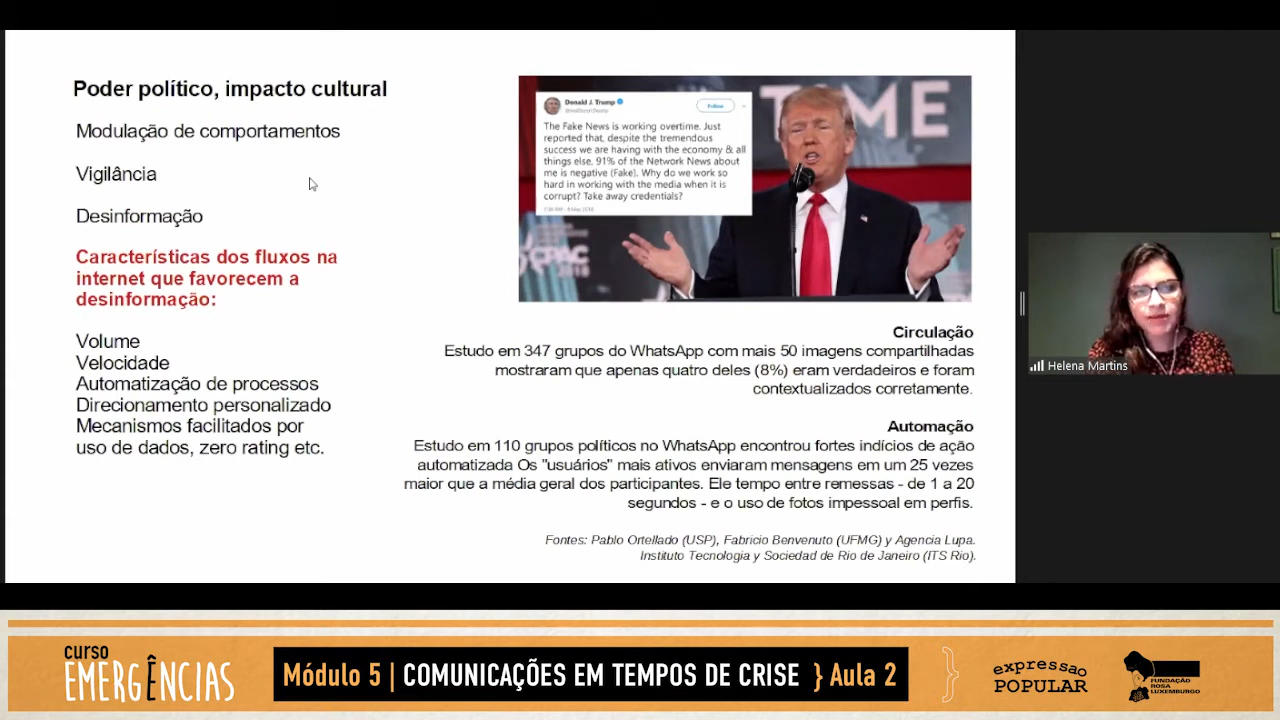 Poder político, impacto cultural
Modulação de comportamentos
Vigilância
Desinformação
Características dos fluxos na
internet que favorecem a
desinformação:
Volume
Velocidade
Automatização de processos
Direcionamento personalizado
Mecanismos facilitados por
uso de dados, zero rating etc.
TIME
CPAC
2018
Donald J. Trump
@realDonaldTrump
Follow
The Fake News is working overtime. Just
reported that, despite the tremendous
success we are having with the economy & all
things else, 91% of the Network News about
me is negative (Fake). Why do we work so
hard in working with the media when it is
corrupt? Take away credentials?
Circulação
Estudo em 347 grupos do WhatsApp com mais 50 imagens compartilhadas
mostraram que apenas quatro deles (8%) eram verdadeiros e foram
contextualizados corretamente.
Automação
Estudo em 110 grupos políticos no WhatsApp encontrou fortes indícios de ação
automatizada Os "usuários" mais ativos enviaram mensagens em um 25 vezes
maior que a média geral dos participantes. Ele tempo entre remessas - de 1 a 20
segundos - e o uso de fotos impessoal em perfis.
Fontes: Pablo Ortellado (USP), Fabricio Benvenuto (UFMG) y Agencia Lupa.
Instituto Tecnologia y Sociedad de Rio de Janeiro (ITS Rio).
Helena Martins
curso
EMERGÊNCIAS
Módulo 5 | COMUNICAÇÕES EM TEMPOS DE CRISE } Aula 2
expressao
POPULAR
FUNDAÇÃO
ROSA
LUXEMBURGO